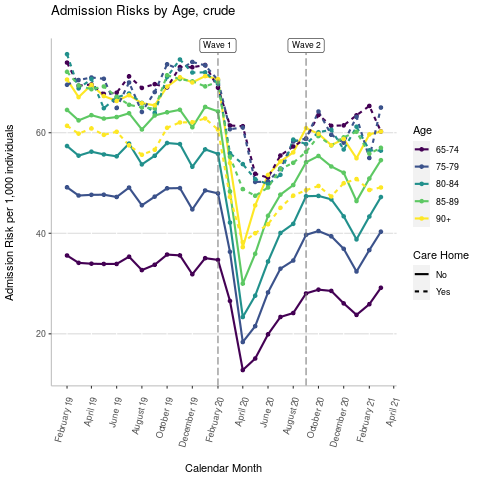 Admission Risks by Age, crude
Wave 1
Wave 2
Admission Risk per 1,000 individuals
60
40
20
February 19
April 19
June 19
August 19
October 19
December 19
February 20
April 20
June 20
August 20
October 20
December 20
February 21
April 21
Calendar Month
Age
65-74
75-79
80-84
85-89
90+
Care Home
No
Yes